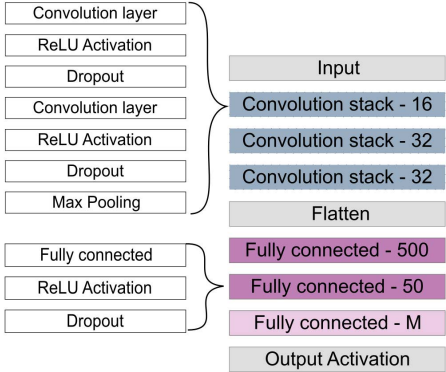 Convolution layer
ReLU Activation
Dropout
Convolution layer
ReLU Activation
Dropout
Max Pooling
Fully connected
ReLU Activation
Dropout
Input
Convolution stack - 16
Convolution stack - 32
Convolution stack - 32
Flatten
Fully connected - 500
Fully connected - 50
Fully connected - M
Output Activation